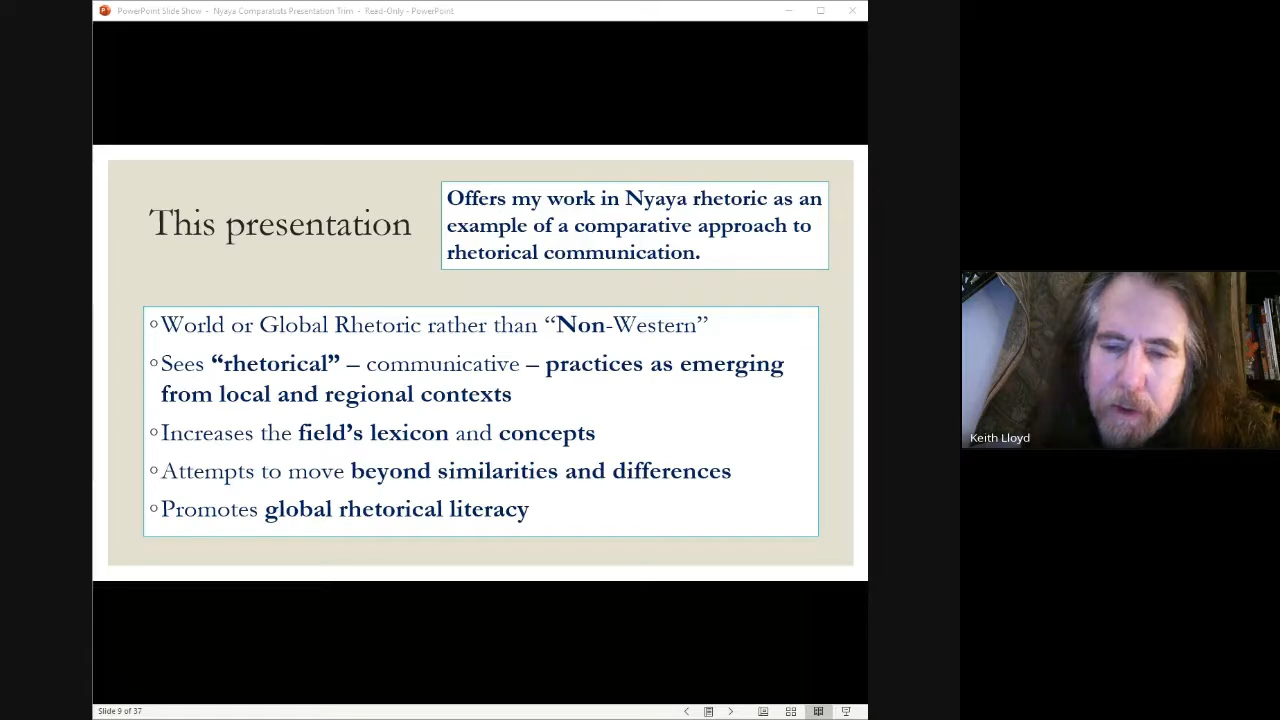 PowerPoint Slide Show - Nyaya Comparatists Presentation Trim - Read-Only - PowerPoint
This presentation
Offers my work in Nyaya rhetoric as an
example of a comparative approach to
rhetorical communication.
◦World or Global Rhetoric rather than “Non-Western”
◦Sees “rhetorical” – communicative – practices as emerging
from local and regional contexts
◦Increases the field’s lexicon and concepts
◦Attempts to move beyond similarities and differences
◦Promotes global rhetorical literacy
Keith Lloyd
Slide 9 of 37